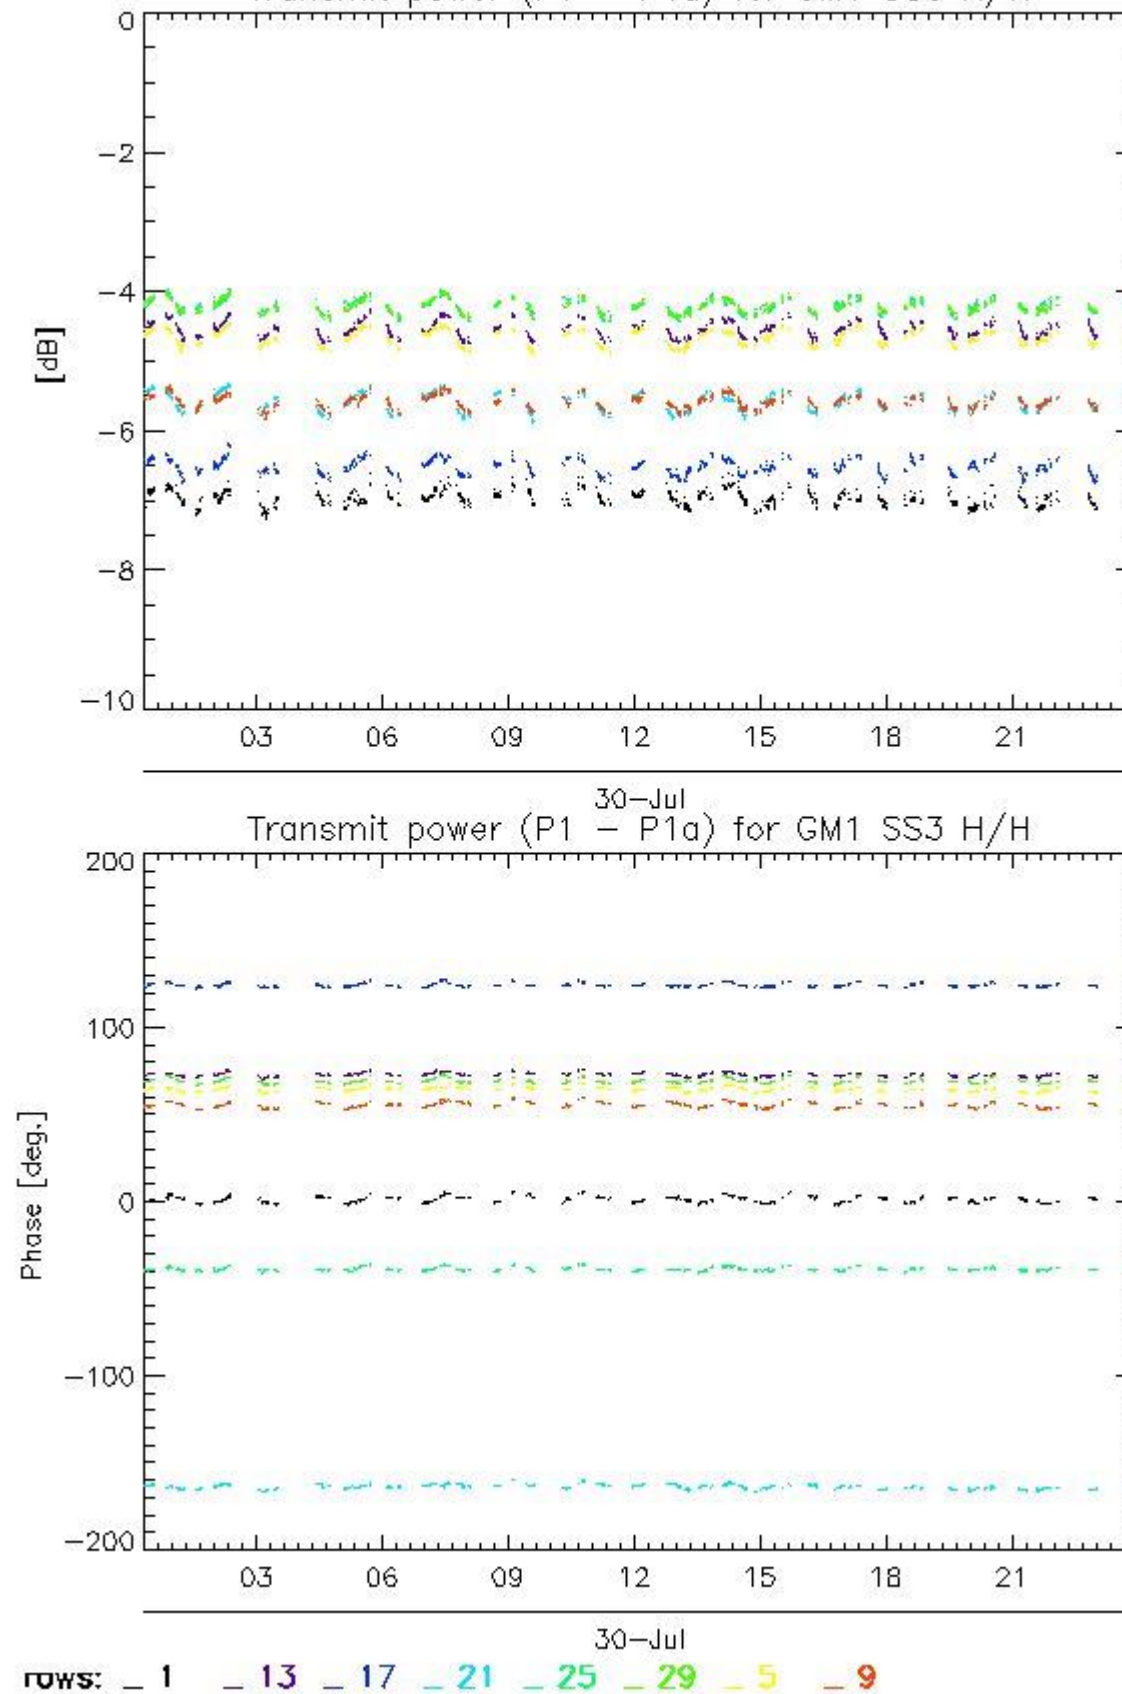 0
−2
−4
−6
−8
−10
[dB]
03 06 09 12 15 18 21
30−Jul
Transmit power (P1 − P1a) for GM1 SS3 H/H
200
100
0
−100
−200
Phase [deg.]
03 06 09 12 15 18 21
30−Jul
rows: _ 1 _ 13 _ 17 _ 21 _ 25 _ 29 _ 5 _ 9